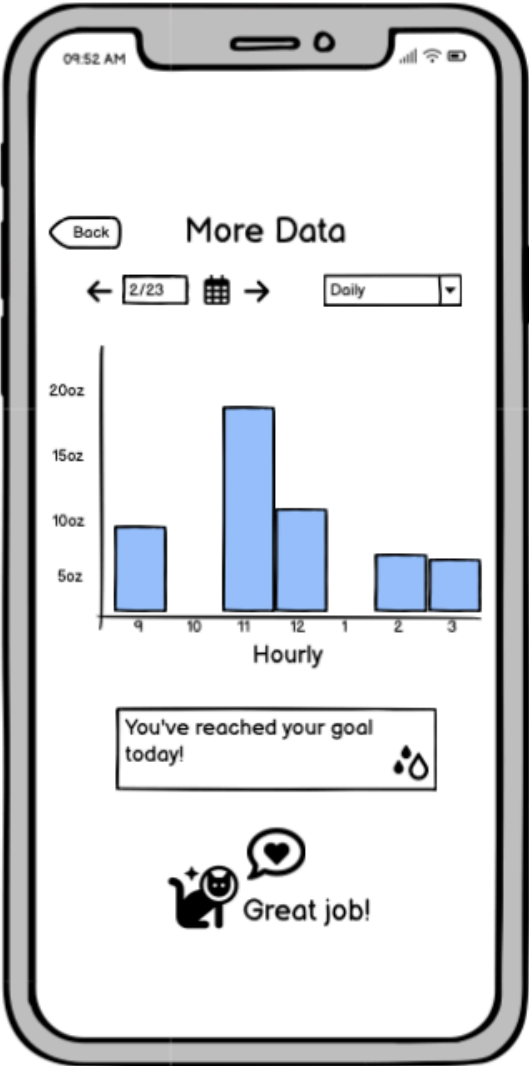 09:52 AM
Back
More Data
2/23
Daily
20oz
15oz
10oz
5oz
9 10 11 12 1 2 3
Hourly
You've reached your goal
today!
Great job!